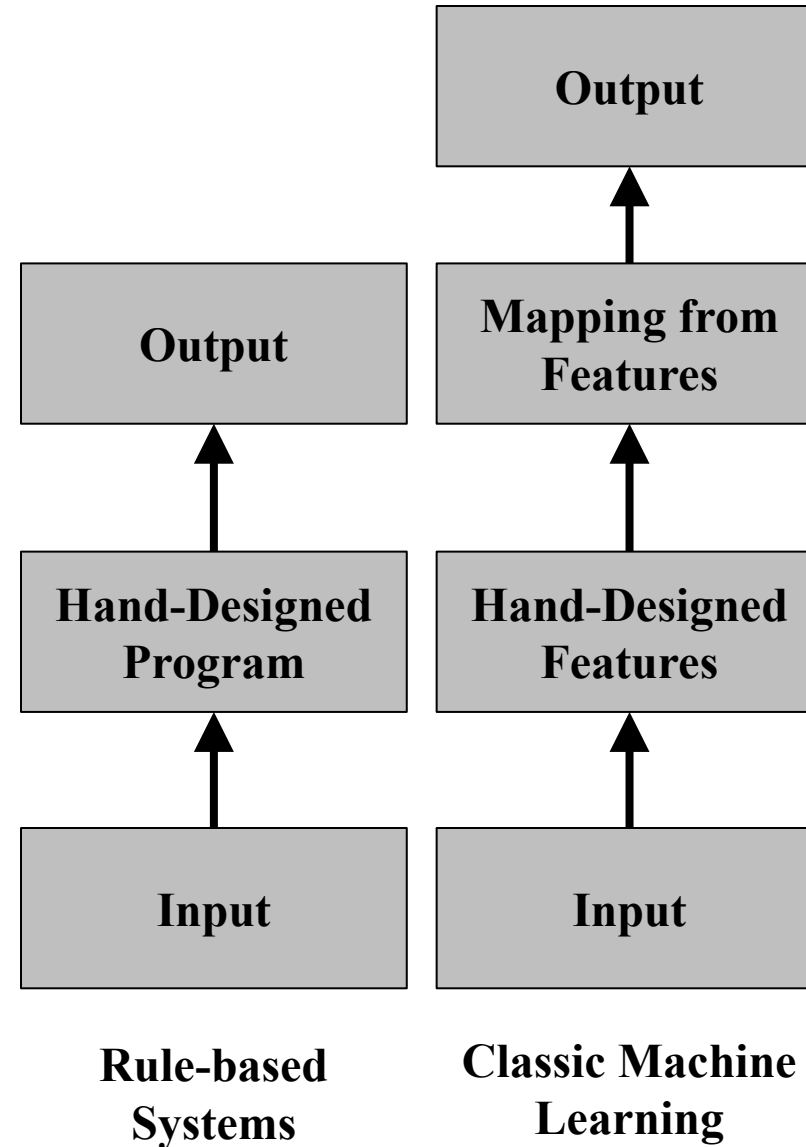 Output
Hand-Designed
Program
Input
Rule-based
Systems
Output
Mapping from
Features
Hand-Designed
Features
Input
Classic Machine
Learning